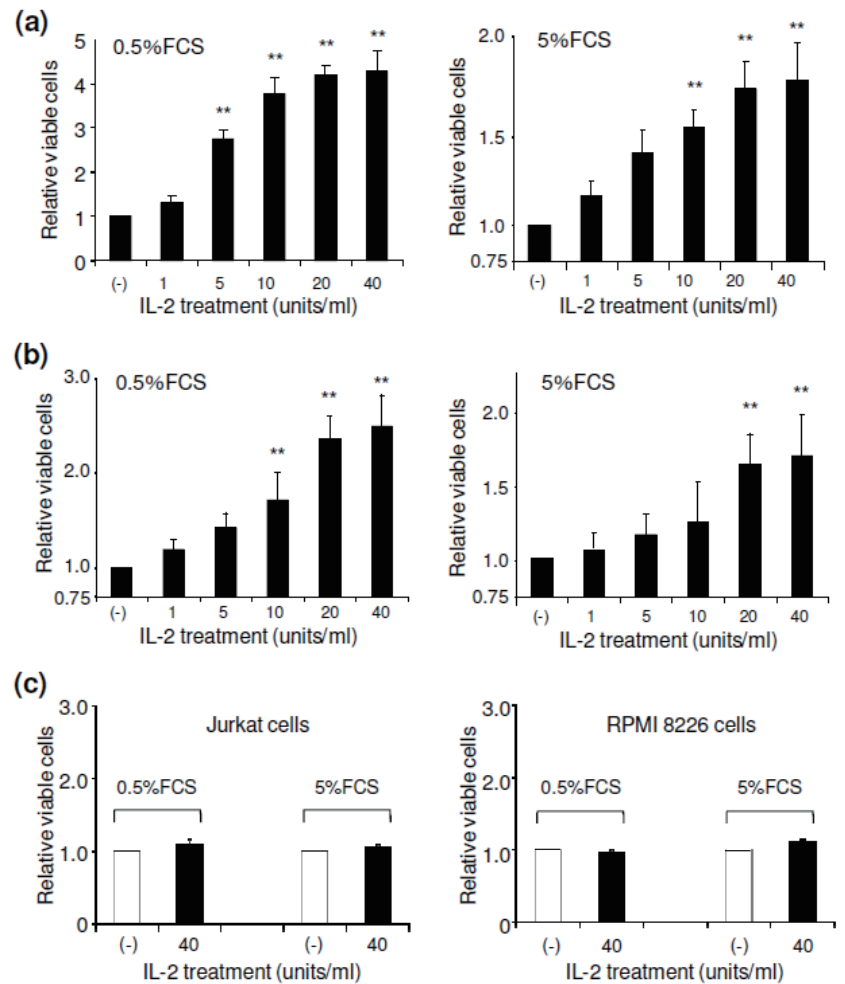 (a)
0.5%FCS
Relative viable cells
5
4
3
2
1
0
** ** ** **
(-) 1 5 10 20 40
IL-2 treatment (units/ml)
5%FCS
Relative viable cells
2.0
1.5
1.0
0.75
** ** **
(-) 1 5 10 20 40
IL-2 treatment (units/ml)
(b)
0.5%FCS
Relative viable cells
3.0
2.0
1.0
0.75
** ** **
(-) 1 5 10 20 40
IL-2 treatment (units/ml)
5%FCS
Relative viable cells
2.0
1.5
1.0
0.75
** **
(-) 1 5 10 20 40
IL-2 treatment (units/ml)
(c)
Jurkat cells
Relative viable cells
3.0
2.0
1.0
0
0.5%FCS 5%FCS
(-) 40 (-) 40
IL-2 treatment (units/ml)
RPMI 8226 cells
Relative viable cells
3.0
2.0
1.0
0
0.5%FCS 5%FCS
(-) 40 (-) 40
IL-2 treatment (units/ml)